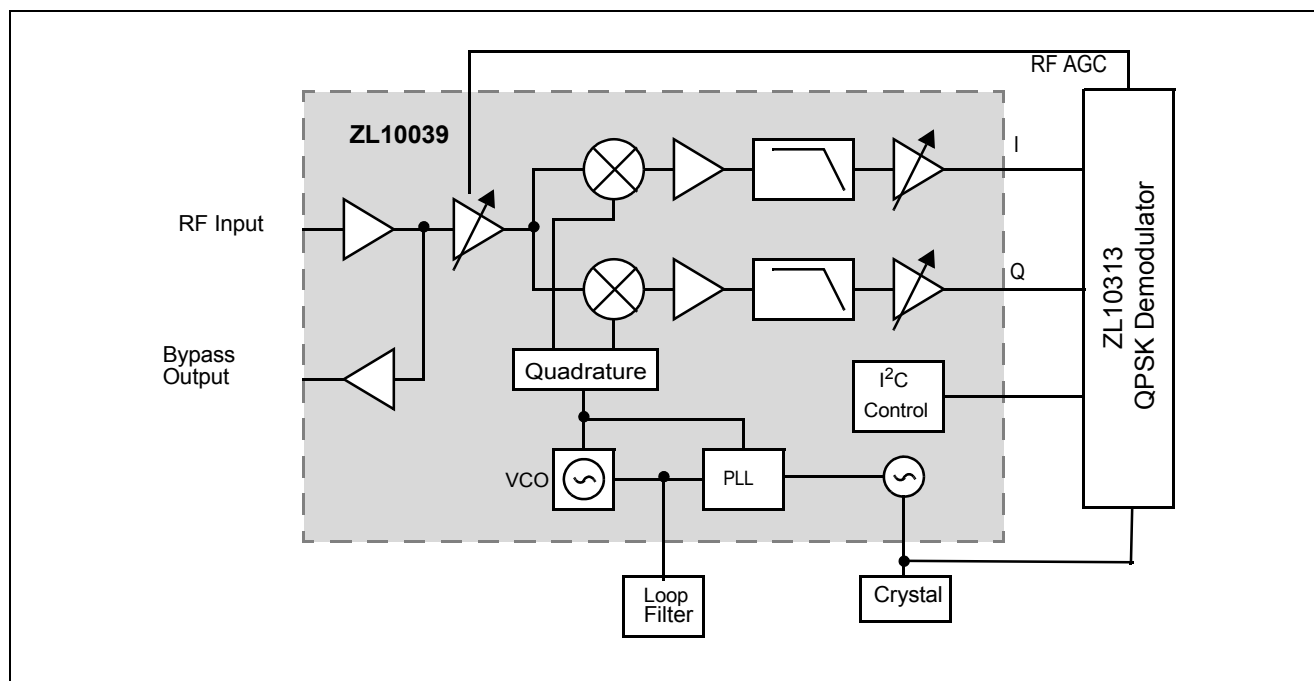 RF AGC
ZL10039
I
RF Input
Q
ZL10313
QPSK Demodulator
Bypass
Output
Quadrature
I²C
Control
VCO
PLL
Loop
Filter
Crystal